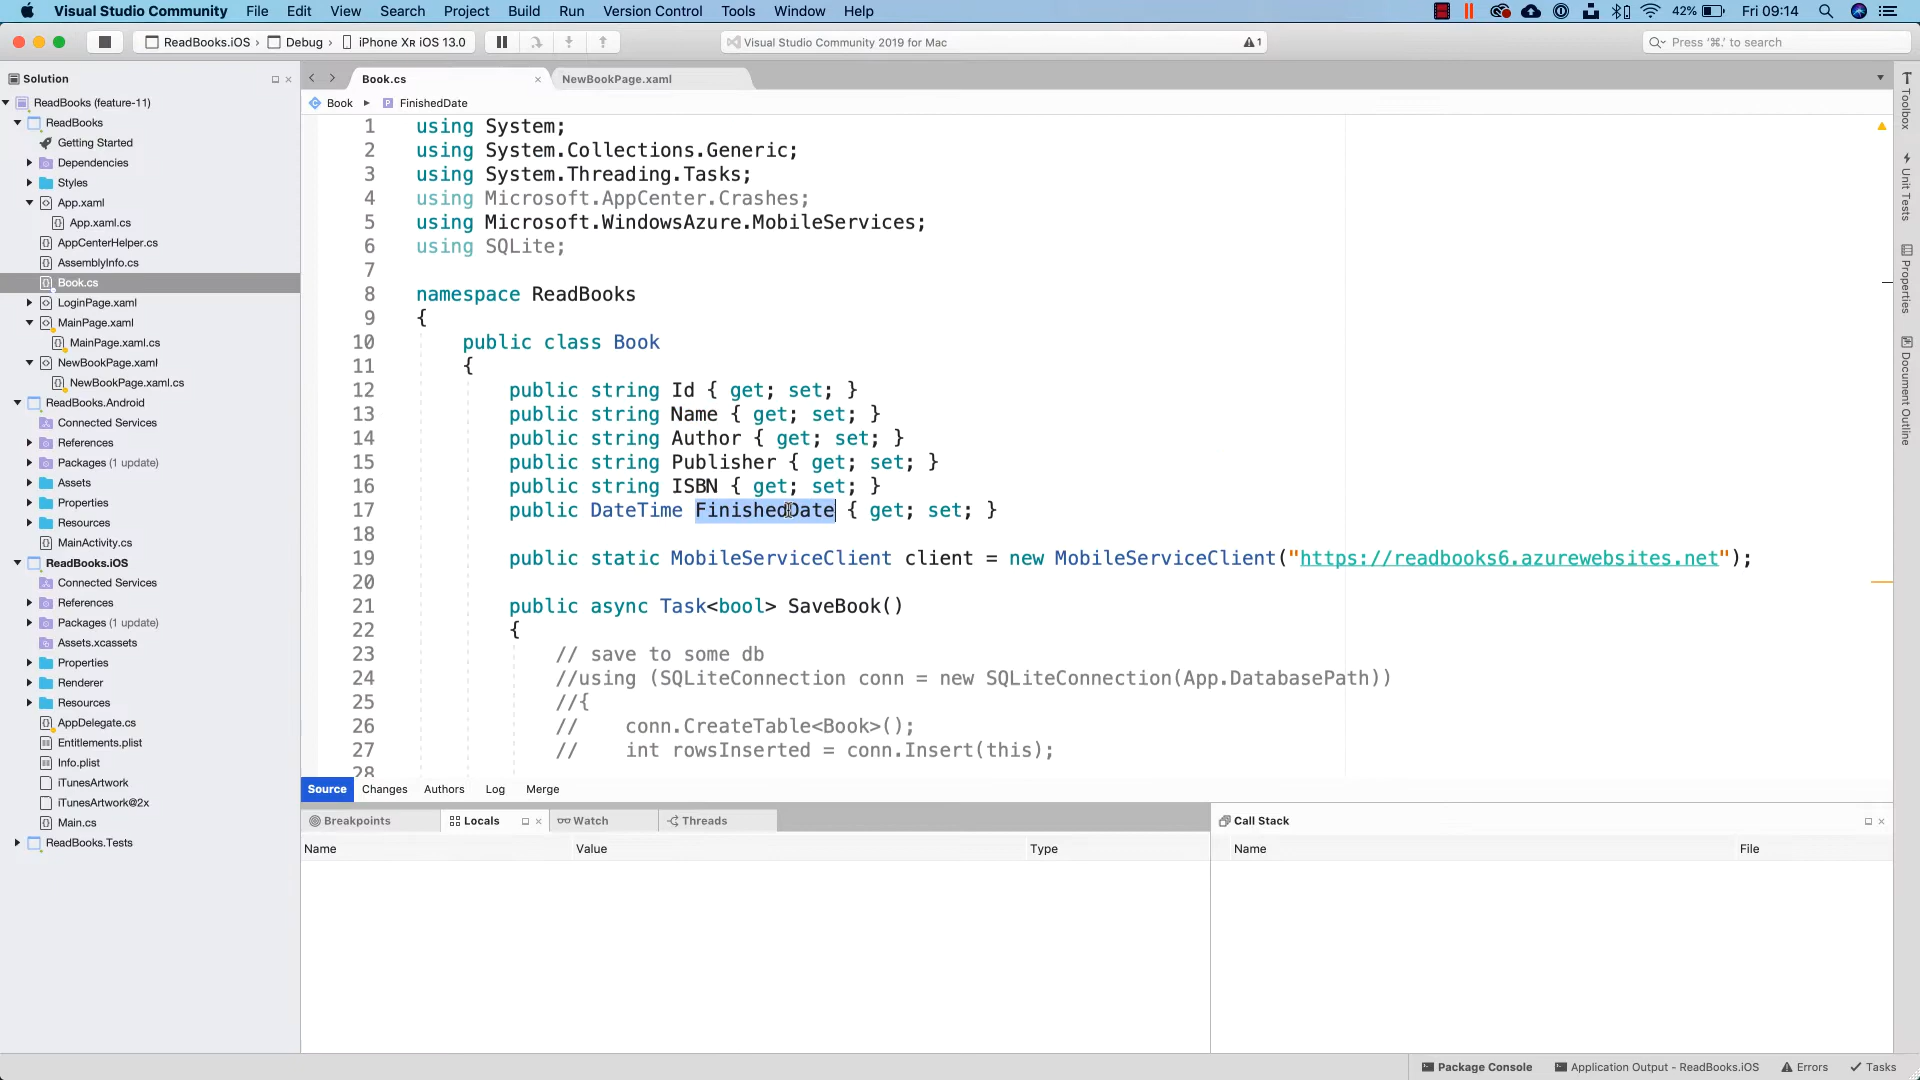 Visual Studio Community File Edit View Search Project Build Run Version Control Tools Window Help 42% Fri 09:14
ReadBooks.iOS › Debug › iPhone XR iOS 13.0 Visual Studio Community 2019 for Mac 1 Press '⌘.' to search
Solution
ReadBooks (feature-11)
ReadBooks
Getting Started
Dependencies
Styles
App.xaml
App.xaml.cs
AppCenterHelper.cs
AssemblyInfo.cs
Book.cs
LoginPage.xaml
MainPage.xaml
MainPage.xaml.cs
NewBookPage.xaml
NewBookPage.xaml.cs
ReadBooks.Android
Connected Services
References
Packages (1 update)
Assets
Properties
Resources
MainActivity.cs
ReadBooks.iOS
Connected Services
References
Packages (1 update)
Assets.xcassets
Properties
Renderer
Resources
AppDelegate.cs
Entitlements.plist
Info.plist
iTunesArtwork
iTunesArtwork@2x
Main.cs
ReadBooks.Tests
Book.cs NewBookPage.xaml
Book FinishedDate
1 using System;
2 using System.Collections.Generic;
3 using System.Threading.Tasks;
4 using Microsoft.AppCenter.Crashes;
5 using Microsoft.WindowsAzure.MobileServices;
6 using SQLite;
7
8 namespace ReadBooks
9 {
10 public class Book
11 {
12 public string Id { get; set; }
13 public string Name { get; set; }
14 public string Author { get; set; }
15 public string Publisher { get; set; }
16 public string ISBN { get; set; }
17 public DateTime FinishedDate { get; set; }
18
19 public static MobileServiceClient client = new MobileServiceClient("https://readbooks6.azurewebsites.net");
20
21 public async Task<bool> SaveBook()
22 {
23 // save to some db
24 //using (SQLiteConnection conn = new SQLiteConnection(App.DatabasePath))
25 //{
26 // conn.CreateTable<Book>();
27 // int rowsInserted = conn.Insert(this);
28
Source Changes Authors Log Merge
Breakpoints Locals Watch Threads
Name Value Type
Call Stack
Name File
Toolbox
Unit Tests
Properties
Document Outline
Package Console Application Output - ReadBooks.iOS Errors Tasks